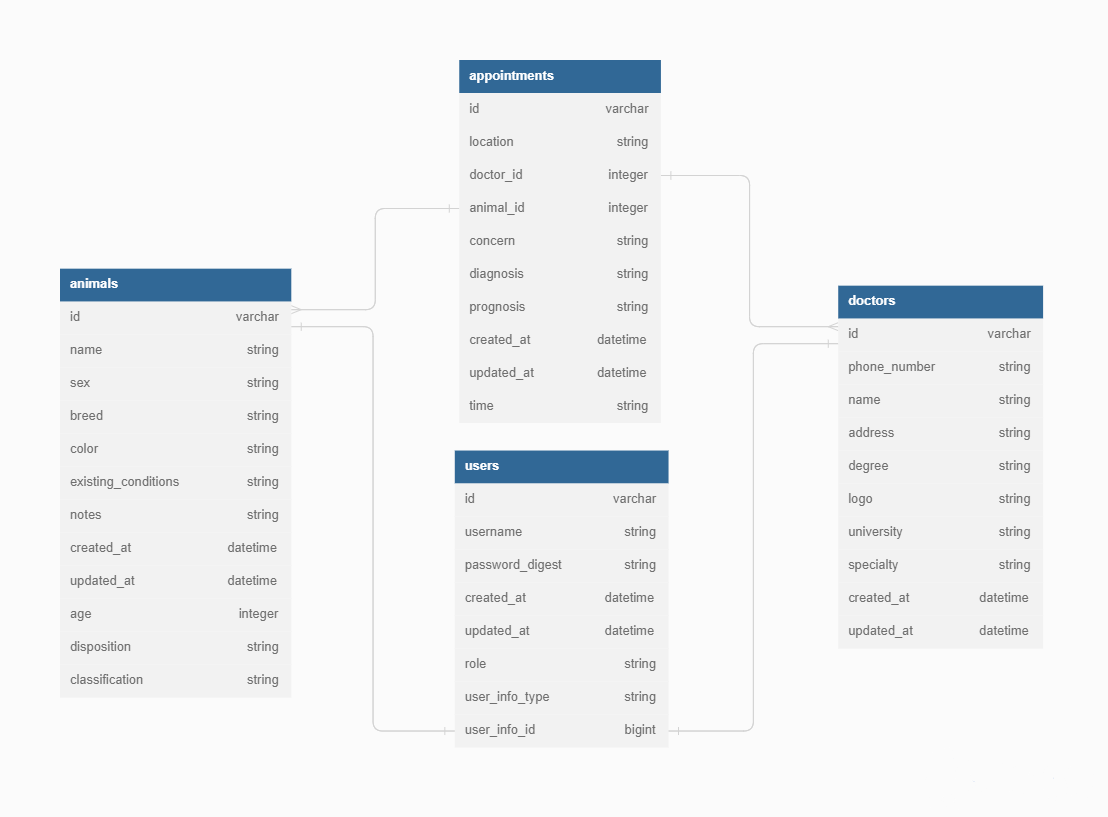 appointments
id varchar
location string
doctor_id integer
animal_id integer
concern string
diagnosis string
prognosis string
created_at datetime
updated_at datetime
time string
animals
id varchar
name string
sex string
breed string
color string
existing_conditions string
notes string
created_at datetime
updated_at datetime
age integer
disposition string
classification string
users
id varchar
username string
password_digest string
created_at datetime
updated_at datetime
role string
user_info_type string
user_info_id bigint
doctors
id varchar
phone_number string
name string
address string
degree string
logo string
university string
specialty string
created_at datetime
updated_at datetime